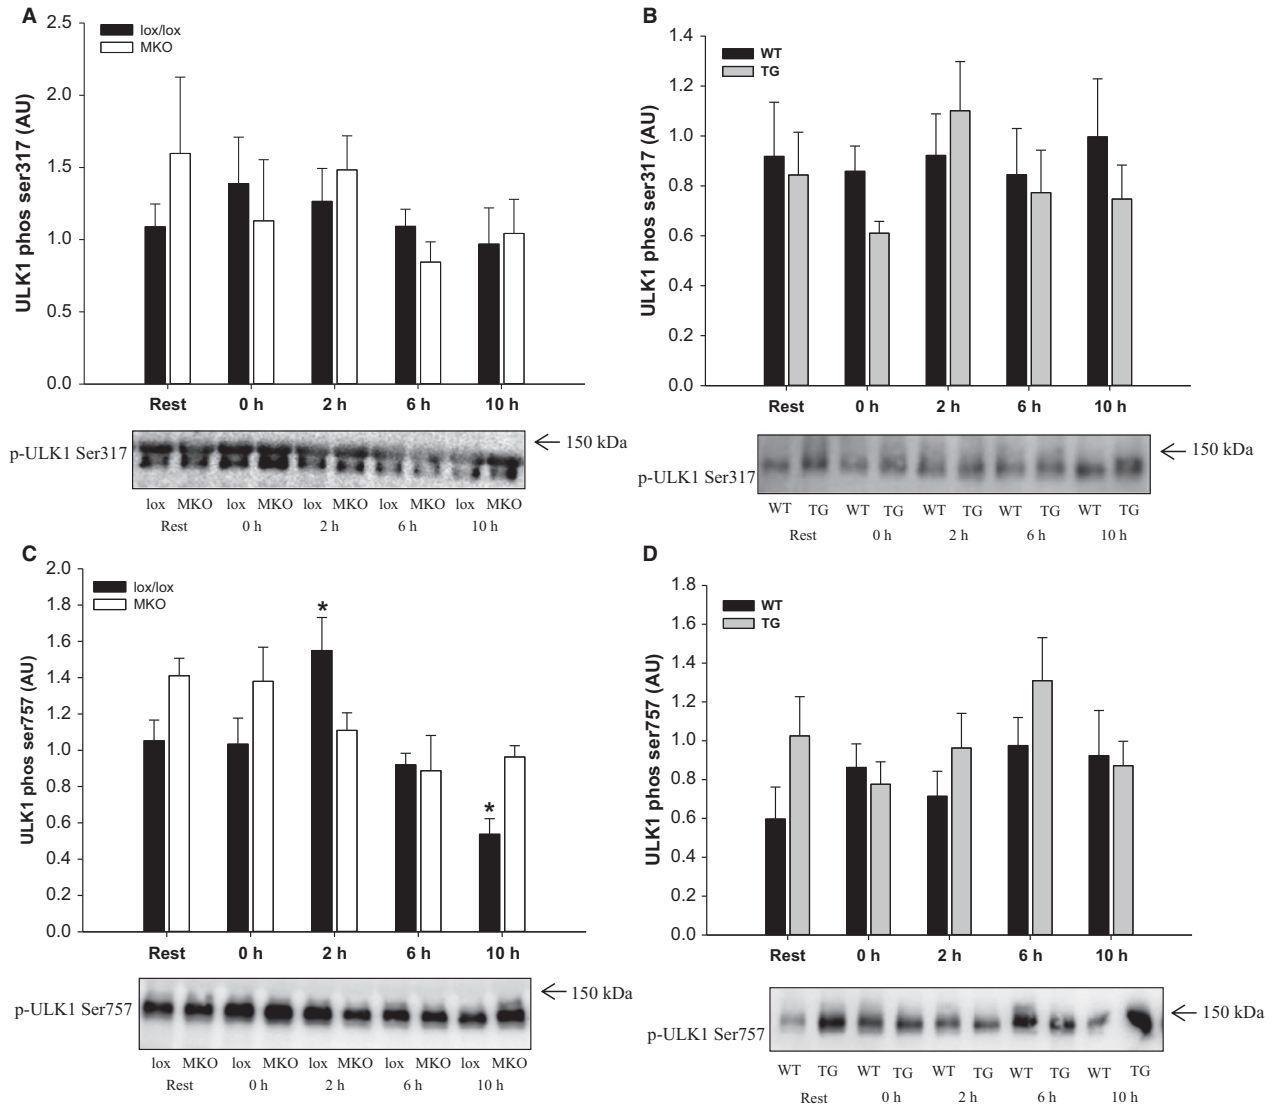 A
ULK1 phos ser317 (AU)
2.5
2.0
1.5
1.0
0.5
0.0
lox/lox
MKO
Rest 0 h 2 h 6 h 10 h
p-ULK1 Ser317
150 kDa
lox MKO lox MKO lox MKO lox MKO lox MKO
Rest 0 h 2 h 6 h 10 h
B
ULK1 phos ser317 (AU)
1.4
1.2
1.0
0.8
0.6
0.4
0.2
0.0
WT
TG
Rest 0 h 2 h 6 h 10 h
p-ULK1 Ser317
150 kDa
WT TG WT TG WT TG WT TG WT TG
Rest 0 h 2 h 6 h 10 h
C
ULK1 phos ser757 (AU)
2.0
1.8
1.6
1.4
1.2
1.0
0.8
0.6
0.4
0.2
0.0
lox/lox
MKO
*
*
Rest 0 h 2 h 6 h 10 h
p-ULK1 Ser757
150 kDa
lox MKO lox MKO lox MKO lox MKO lox MKO
Rest 0 h 2 h 6 h 10 h
D
ULK1 phos ser757 (AU)
1.8
1.6
1.4
1.2
1.0
0.8
0.6
0.4
0.2
0.0
WT
TG
Rest 0 h 2 h 6 h 10 h
p-ULK1 Ser757
150 kDa
WT TG WT TG WT TG WT TG WT TG
Rest 0 h 2 h 6 h 10 h